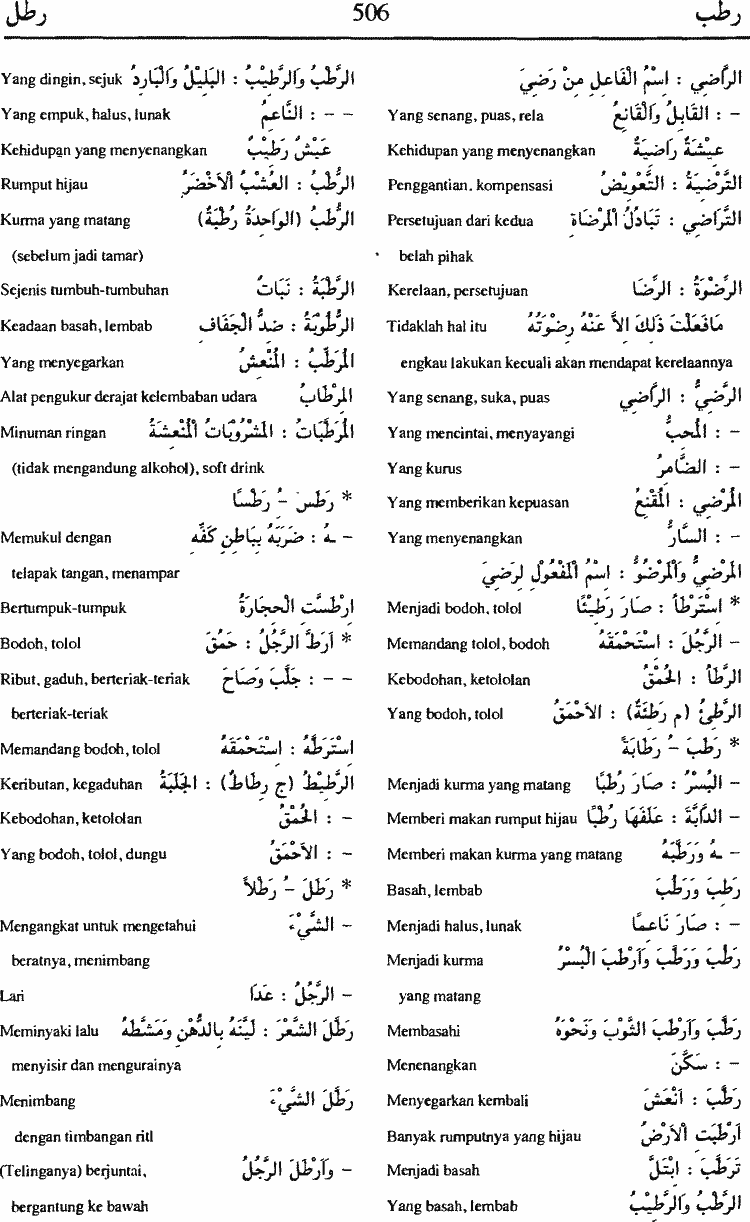 رطب 506 رطل
الرَّاضِي : اسْمُ الْفَاعِلِ مِنْ رَضِيَ
Yang senang, puas, rela – : الْقَابِلُ وَالْقَانِعُ
Kehidupan yang menyenangkan عِيْشَةٌ رَاضِيَةٌ
Penggantian. kompensasi التَّرْضِيَةُ : التَّعْوِيْضُ
Persetujuan dari kedua التَّرَاضِي : تَبَادُلُ الْمَرْضَاةِ
belah pihak
Kerelaan, persetujuan الرِّضْوَةُ : الرِّضَا
Tidaklah hal itu مَافَعَلْتَ ذَلِكَ الاَّ عَنْهُ رِضْوَتُهُ
engkau lakukan kecuali akan mendapat kerelaannya
Yang senang, suka, puas الرَّضِيُّ : الرَّاضِي
Yang mencintai, menyayangi – : الْمُحِبُّ
Yang kurus – : الضَّامِرُ
Yang memberikan kepuasan الْمُرْضِي : الْمُقْنِعُ
Yang menyenangkan – : السَّارُّ
الْمَرْضِيُّ وَالْمَرْضُوُّ : اسْمُ الْمَفْعُوْلِ لِرَضِيَ
Menjadi bodoh, tolol * اسْتَرْطَأَ : صَارَ رَطِيْئًا
Memandang tolol, bodoh – الرَّجُلَ : اسْتَحْمَقَهُ
Kebodohan, ketololan الرَّطَأُ : الْحُمْقُ
Yang bodoh, tolol الرَّطِئُ (م رَطِئَةٌ) : الاَحْمَقُ
* رَطُبَ – رَطَابَةً
Menjadi kurma yang matang – الْبُسْرُ : صَارَ رُطَبًا
Memberi makan rumput hijau – الدَّابَّةَ : عَلَفَهَا رُطْبًا
Memberi makan kurma yang matang – ـهُ وَرَطَّبَهُ
Basah, lembab رَطِبَ وَرَطُبَ
Menjadi halus, lunak – : صَارَ نَاعِمًا
Menjadi kurma رَطُبَ وَرَطَّبَ وَأَرْطَبَ الْبُسْرُ
yang matang
Membasahi رَطَّبَ وَأَرْطَبَ الثَّوْبَ وَنَحْوَهُ
Menenangkan – : سَكَّنَ
Menyegarkan kembali رَطَّبَ : انْعَشَ
Banyak rumputnya yang hijau اَرْطَبَتِ الْاَرْضُ
Menjadi basah تَرَطَّبَ : ابْتَلَّ
Yang basah, lembab الرَّطْبُ وَالرَّطِيْبُ
Yang dingin, sejuk الرَّطْبُ وَالرَّطِيْبُ : الْبَلِيْلُ وَالْبَارِدُ
Yang empuk, halus, lunak – – : النَّاعِمُ
Kehidupan yang menyenangkan عَيْشٌ رَطِيْبٌ
Rumput hijau الرُّطْبُ : الْعُشْبُ الْاَخْضَرُ
Kurma yang matang الرُّطَبُ (الواحِدَةُ رُطَبَةٌ)
(sebelum jadi tamar)
Sejenis tumbuh-tumbuhan الرَّطْبَةُ : نَبَاتٌ
Keadaan basah, lembab الرُّطُوْبَةُ : ضِدُّ الْجَفَافِ
Yang menyegarkan الْمُرَطِّبُ : الْمُنْعِشُ
Alat pengukur derajat kelembaban udara الْمِرْطَابُ
Minuman ringan الْمُرَطِّبَاتُ : الْمَشْرُوْبَاتُ الْمُنْعِشَةُ
(tidak mengandung alkohol), soft drink
* رَطَسَ – رَطْسًا
Memukul dengan – ـهُ : ضَرَبَهُ بِبَاطِنِ كَفِّهِ
telapak tangan, menampar
Bertumpuk-tumpuk ارْطَسَّتِ الْحِجَارَةُ
Bodoh, tolol * اَرَطَّ الرَّجُلُ : حَمُقَ
Ribut, gaduh, berteriak-teriak – – : جَلَّبَ وَصَاحَ
berteriak-teriak
Memandang bodoh, tolol اسْتَرَطَّهُ : اسْتَحْمَقَهُ
Keributan, kegaduhan الرَّطِيْطُ (ج رِطَاطٌ) : الْجَلَبَةُ
Kebodohan, ketololan – : الْحُمْقُ
Yang bodoh, tolol, dungu – : الاَحْمَقُ
* رَطَلَ – رَطْلاً
Mengangkat untuk mengetahui – الشَّيْءَ
beratnya, menimbang
Lari – الرَّجُلُ : عَدَا
Meminyaki lalu رَطَّلَ الشَّعْرَ : لَيَّنَهُ بِالدُّهْنِ وَمَشَّطَهُ
menyisir dan mengurainya
Menimbang رَطَّلَ الشَّيْءَ
dengan timbangan ritl
(Telinganya) berjuntai, – وَأَرْطَلَ الرَّجُلُ
bergantung ke bawah